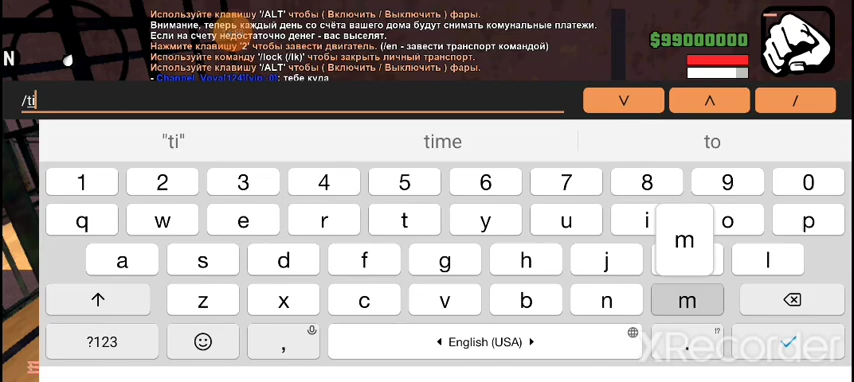 Используйте клавишу '/ALT' чтобы ( Включить / Выключить ) фары.
Внимание, теперь каждый день со счёта вашего дома будут снимать комунальные платежи.
Если на счету недостаточно денег - вас выселят.
Нажмите клавишу '2' чтобы завести двигатель. (/en - завести транспорт командой)
Используйте команду '/lock (/lk)' чтобы закрыть личный транспорт.
Используйте клавишу '/ALT' чтобы ( Включить / Выключить ) фары.
- Channel_Vova[124][vip_0]: тебе куда
N
$99000000
/ti
V Λ /
"ti" time to
1 2 3 4 5 6 7 8 9 0
q w e r t y u i o p
m
a s d f g h j l
z x c v b n m
?123 , English (USA) . !?
XRecorder